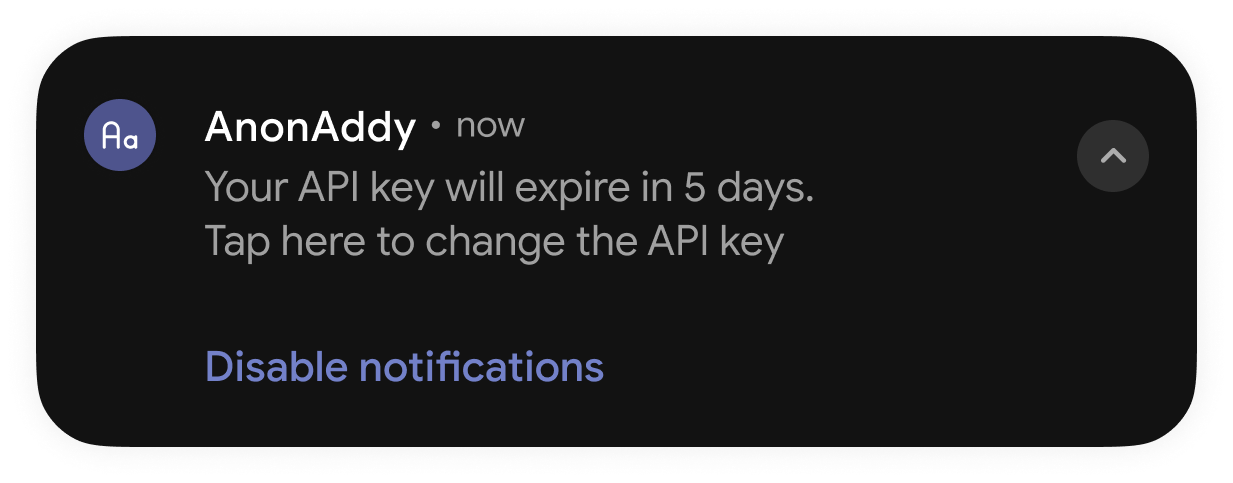 Aa
AnonAddy • now
Your API key will expire in 5 days.
Tap here to change the API key
Disable notifications